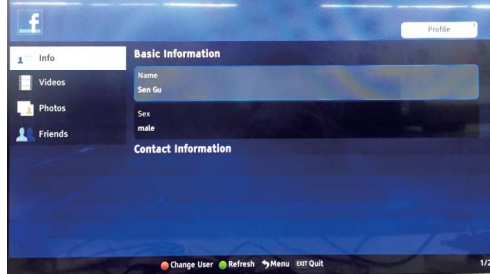 f
Profile
Info
Videos
Photos
Friends
Basic Information
Name
Sen Gu
Sex
male
Contact Information
Change User Refresh Menu EXIT Quit
1/2